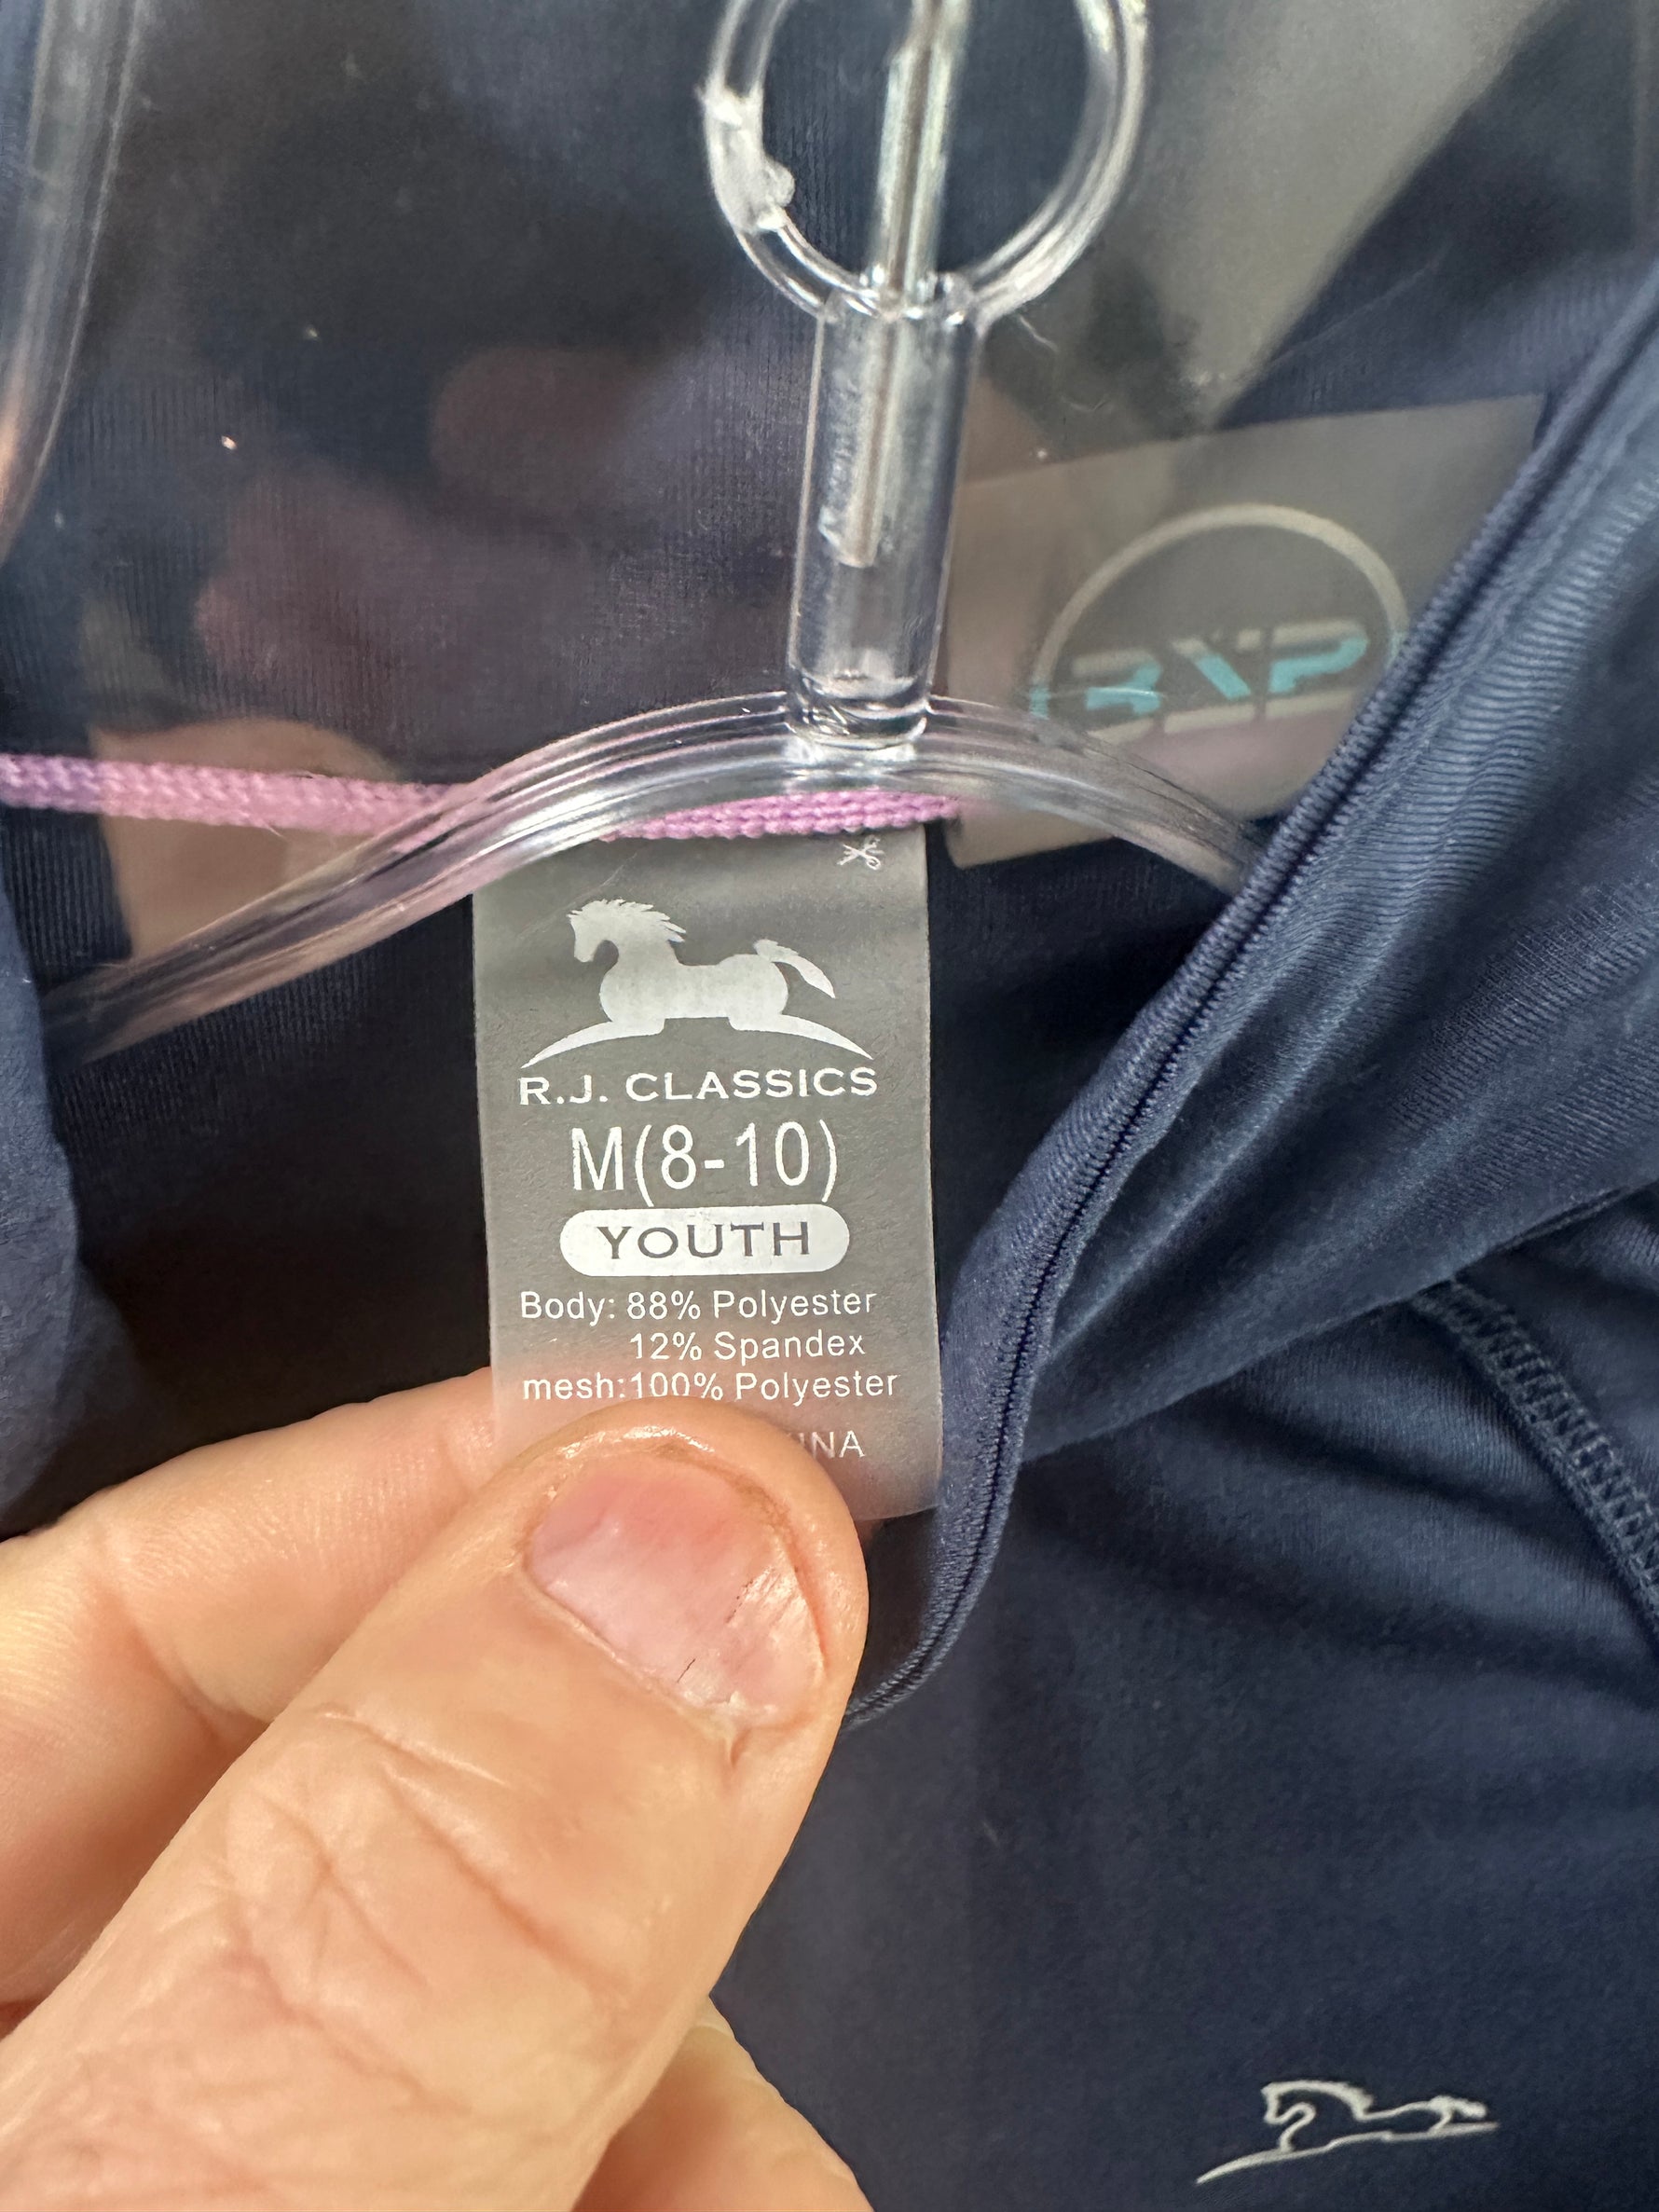 R.J. CLASSICS
M(8-10)
YOUTH
Body: 88% Polyester
12% Spandex
mesh:100% Polyester